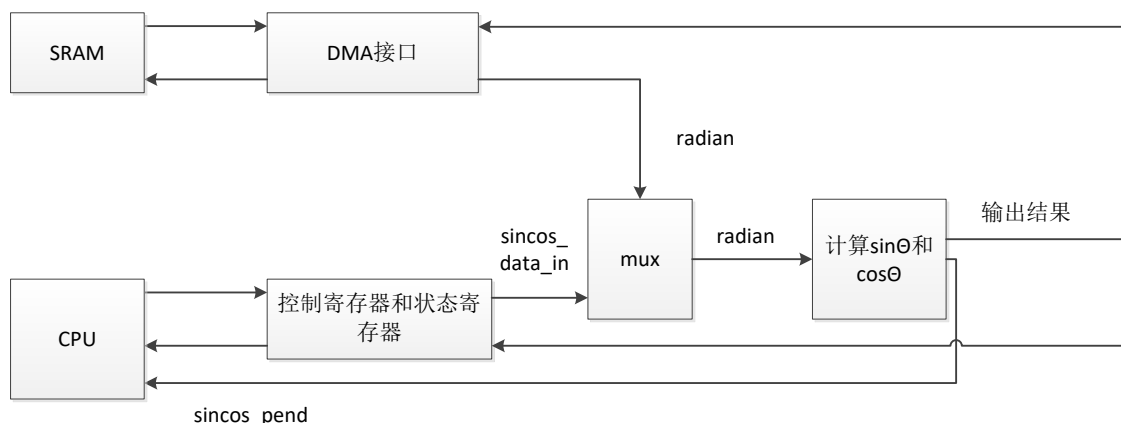 SRAM
DMA接口
radian
sincos_
data_in
mux
radian
计算sinΘ和
cosΘ
输出结果
CPU
控制寄存器和状态寄
存器
sincos_pend